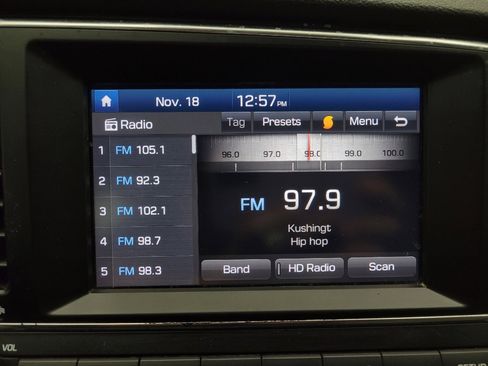 Nov. 18 12:57PM
Radio Tag Presets Menu
1 FM 105.1
2 FM 92.3
3 FM 102.1
4 FM 98.7
5 FM 98.3
96.0 97.0 98.0 99.0 100.0
FM 97.9
Kushingt
Hip hop
Band HD Radio Scan
VOL
SETUP